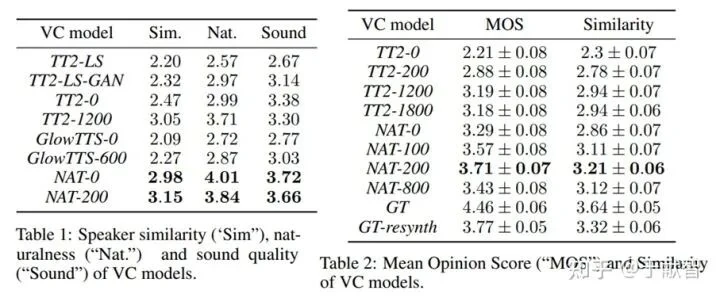 VC model Sim. Nat. Sound
TT2-LS 2.20 2.57 2.67
TT2-LS-GAN 2.32 2.97 3.14
TT2-0 2.47 2.99 3.38
TT2-1200 3.05 3.71 3.30
GlowTTS-0 2.09 2.72 2.77
GlowTTS-600 2.27 2.87 3.03
NAT-0 2.98 4.01 3.72
NAT-200 3.15 3.84 3.66
Table 1: Speaker similarity (‘Sim”), nat-
uralness (“Nat.”) and sound quality
(“Sound”) of VC models.
VC model MOS Similarity
TT2-0 2.21 ± 0.08 2.3 ± 0.07
TT2-200 2.88 ± 0.08 2.78 ± 0.07
TT2-1200 3.19 ± 0.08 2.94 ± 0.07
TT2-1800 3.18 ± 0.08 2.94 ± 0.06
NAT-0 3.29 ± 0.08 2.86 ± 0.07
NAT-100 3.57 ± 0.08 3.11 ± 0.07
NAT-200 3.71 ± 0.07 3.21 ± 0.06
NAT-800 3.43 ± 0.08 3.12 ± 0.07
GT 4.46 ± 0.06 3.64 ± 0.05
GT-resynth 3.77 ± 0.05 3.32 ± 0.06
Table 2: Mean Opinion Score (“MOS”) and Similarity
of VC models.
知乎